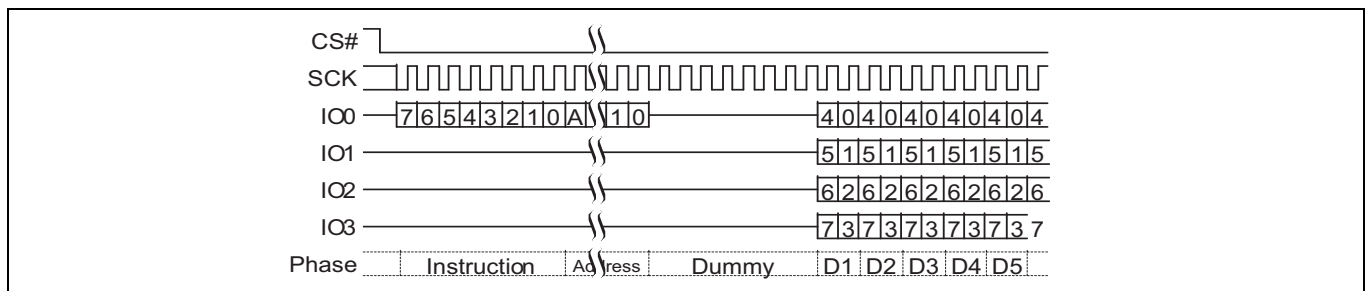 CS#
SCK
IO0 7 6 5 4 3 2 1 0 A 1 0 4 0 4 0 4 0 4 0 4 0 4
IO1 5 1 5 1 5 1 5 1 5 1 5
IO2 6 2 6 2 6 2 6 2 6 2 6
IO3 7 3 7 3 7 3 7 3 7 3 7
Phase Instruction Address Dummy D1 D2 D3 D4 D5